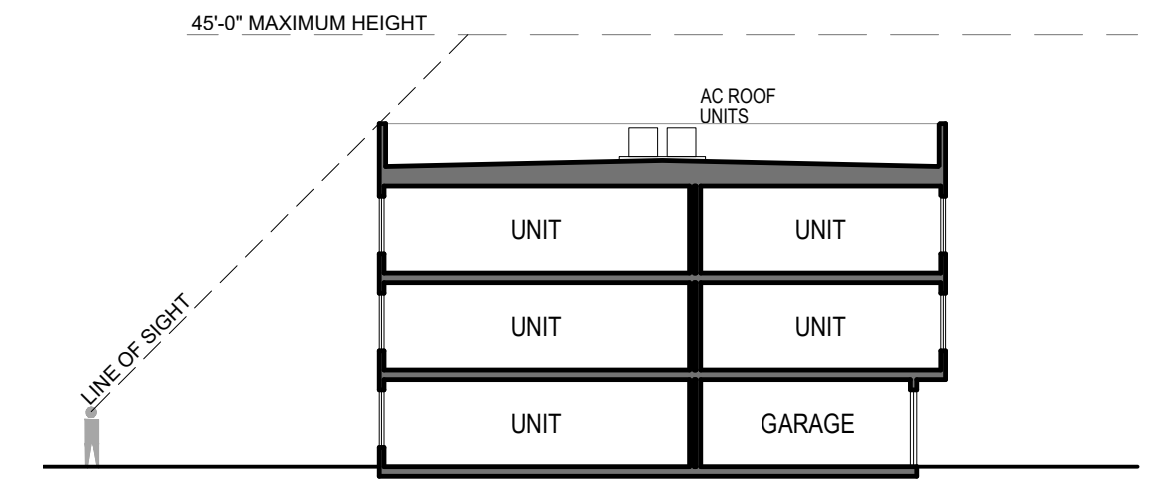 45'-0" MAXIMUM HEIGHT
AC ROOF
UNITS
UNIT
UNIT
LINE OF SIGHT
UNIT
UNIT
UNIT
GARAGE